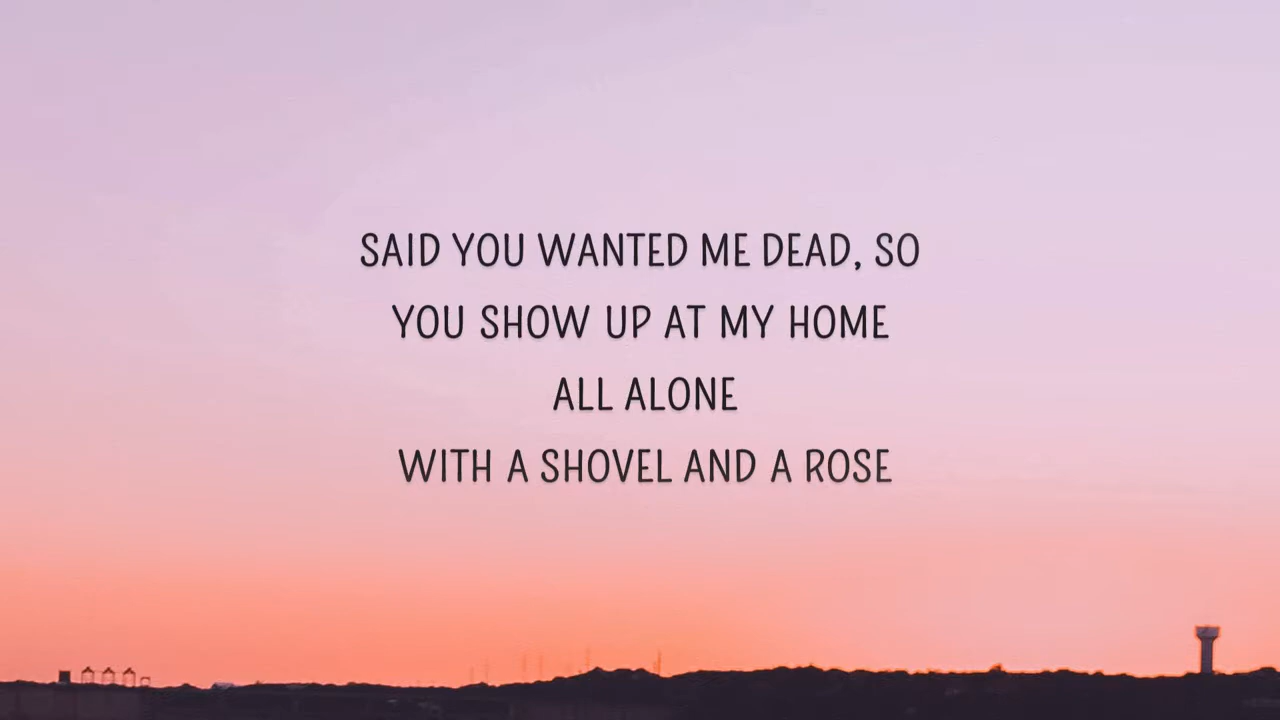 SAID YOU WANTED ME DEAD, SO
YOU SHOW UP AT MY HOME
ALL ALONE
WITH A SHOVEL AND A ROSE